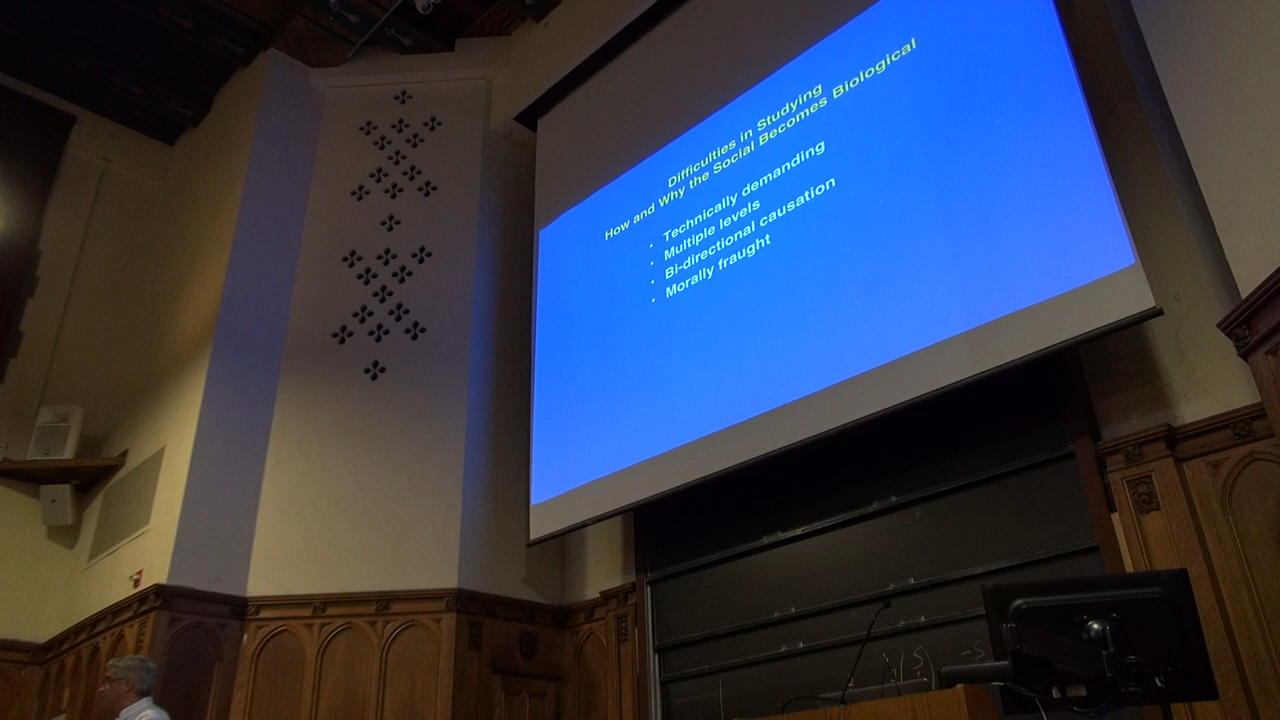 Difficulties in Studying
How and Why the Social Becomes Biological
• Technically demanding
• Multiple levels
• Bi-directional causation
• Morally fraught